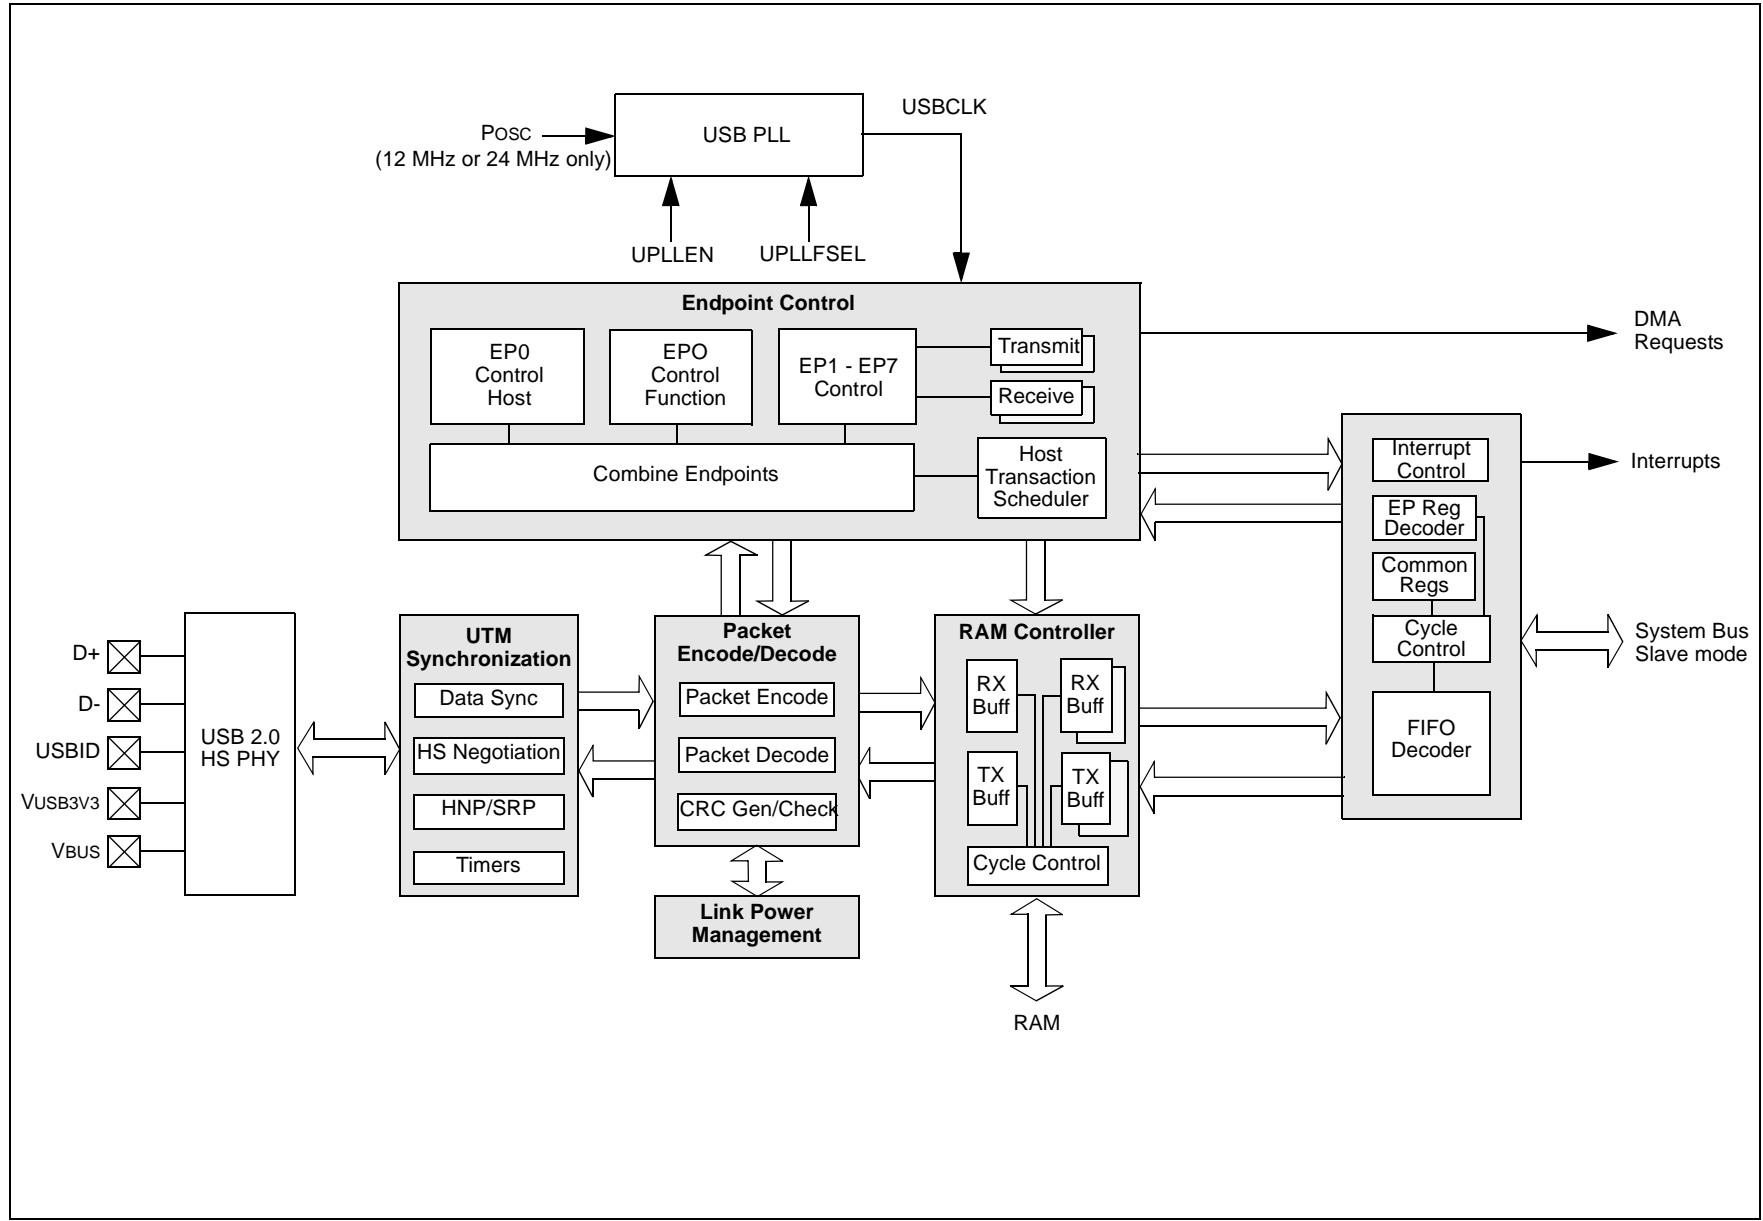 USBCLK
POSC
(12 MHz or 24 MHz only)
USB PLL
UPLLEN
UPLLFSEL
Endpoint Control
EP0
Control
Host
EPO
Control
Function
EP1 - EP7
Control
Transmit
Receive
Combine Endpoints
Host
Transaction
Scheduler
DMA
Requests
Interrupt
Control
EP Reg
Decoder
Common
Regs
Cycle
Control
FIFO
Decoder
Interrupts
System Bus
Slave mode
D+
D-
USBID
VUSB3V3
VBUS
USB 2.0
HS PHY
UTM
Synchronization
Data Sync
HS Negotiation
HNP/SRP
Timers
Packet
Encode/Decode
Packet Encode
Packet Decode
CRC Gen/Check
Link Power
Management
RAM Controller
RX
Buff
RX
Buff
TX
Buff
TX
Buff
Cycle Control
RAM